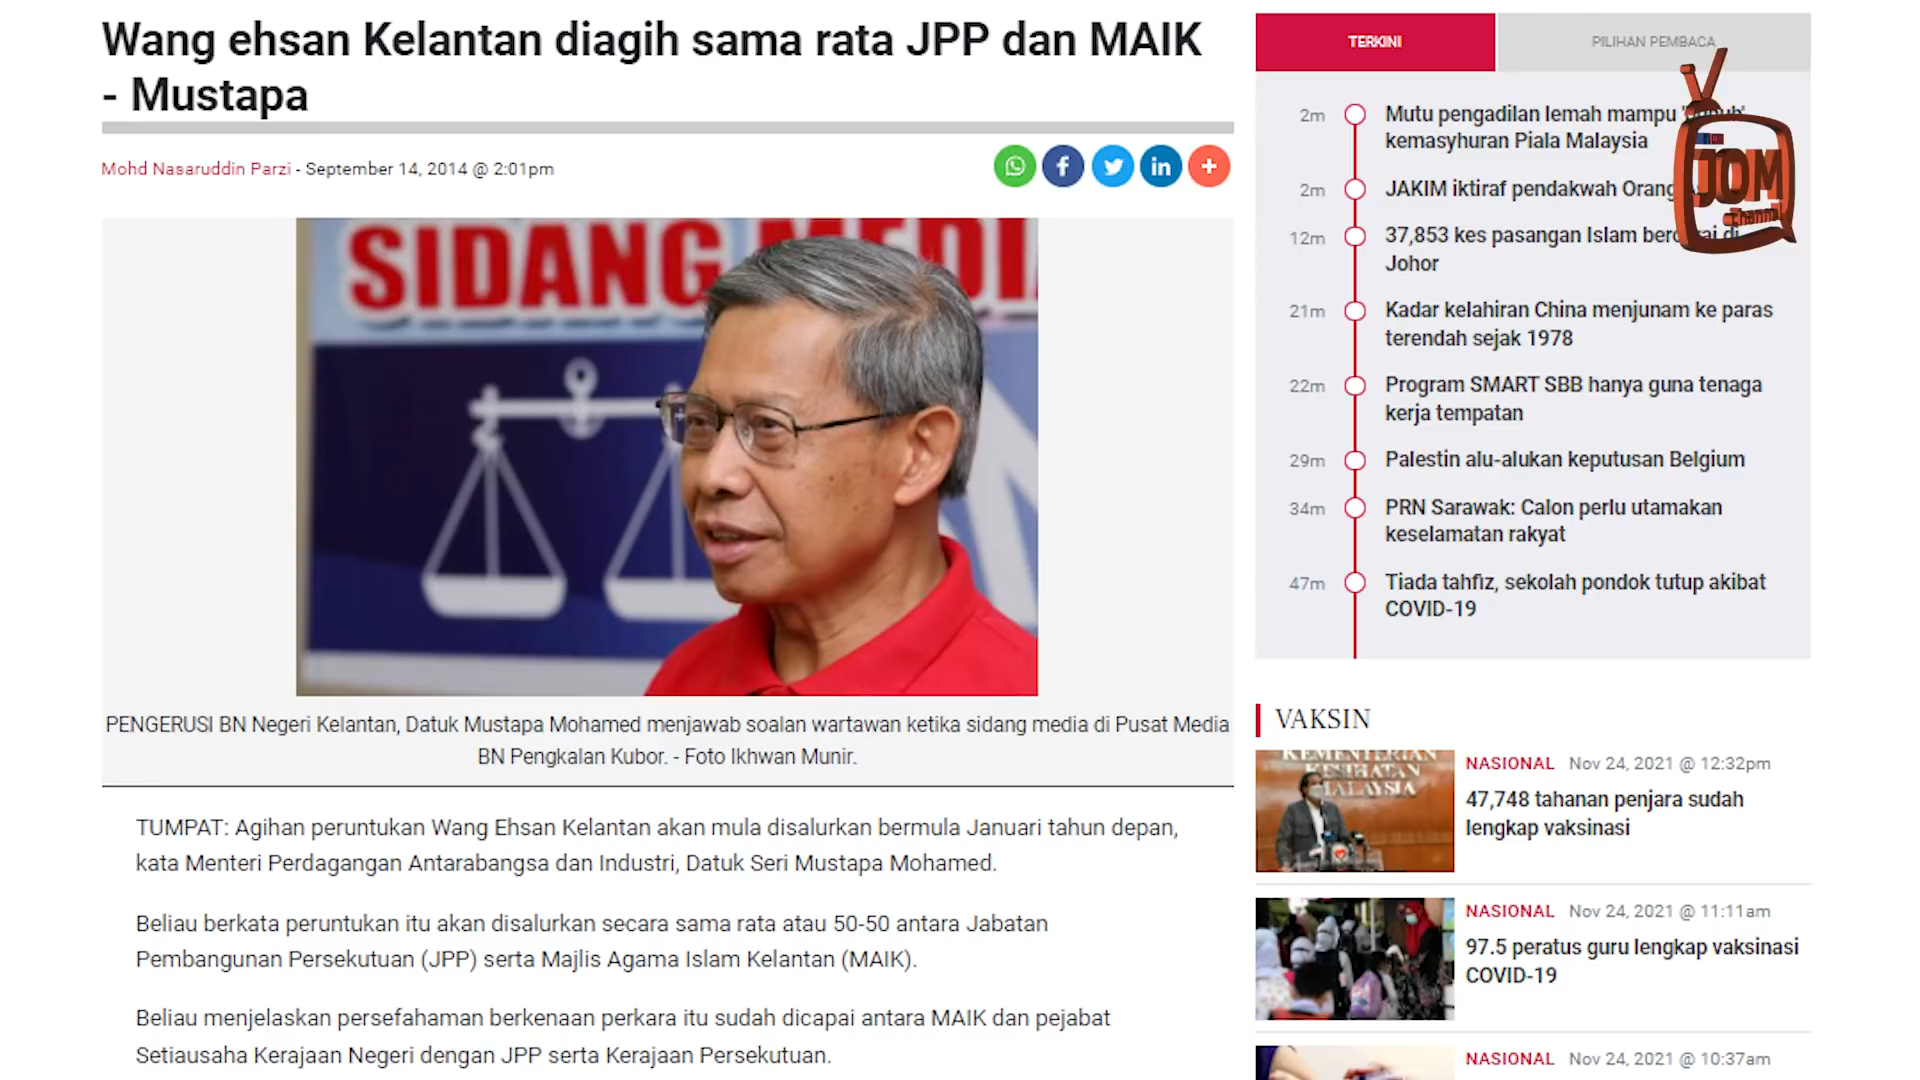 Wang ehsan Kelantan diagih sama rata JPP dan MAIK
- Mustapa
Mohd Nasaruddin Parzi - September 14, 2014 @ 2:01pm
SIDANG MEDIA
PENGERUSI BN Negeri Kelantan, Datuk Mustapa Mohamed menjawab soalan wartawan ketika sidang media di Pusat Media
BN Pengkalan Kubor. - Foto Ikhwan Munir.
TUMPAT: Agihan peruntukan Wang Ehsan Kelantan akan mula disalurkan bermula Januari tahun depan,
kata Menteri Perdagangan Antarabangsa dan Industri, Datuk Seri Mustapa Mohamed.
Beliau berkata peruntukan itu akan disalurkan secara sama rata atau 50-50 antara Jabatan
Pembangunan Persekutuan (JPP) serta Majlis Agama Islam Kelantan (MAIK).
Beliau menjelaskan persefahaman berkenaan perkara itu sudah dicapai antara MAIK dan pejabat
Setiausaha Kerajaan Negeri dengan JPP serta Kerajaan Persekutuan.
TERKINI
PILIHAN PEMBACA
JOM
Channel
2m
Mutu pengadilan lemah mampu
kemasyhuran Piala Malaysia
2m
JAKIM iktiraf pendakwah Orang
12m
37,853 kes pasangan Islam di
Johor
21m
Kadar kelahiran China menjunam ke paras
terendah sejak 1978
22m
Program SMART SBB hanya guna tenaga
kerja tempatan
29m
Palestin alu-alukan keputusan Belgium
34m
PRN Sarawak: Calon perlu utamakan
keselamatan rakyat
47m
Tiada tahfiz, sekolah pondok tutup akibat
COVID-19
VAKSIN
KEMENTERIAN
KESIHATAN
MALAYSIA
NASIONAL Nov 24, 2021 @ 12:32pm
47,748 tahanan penjara sudah
lengkap vaksinasi
NASIONAL Nov 24, 2021 @ 11:11am
97.5 peratus guru lengkap vaksinasi
COVID-19
NASIONAL Nov 24, 2021 @ 10:37am